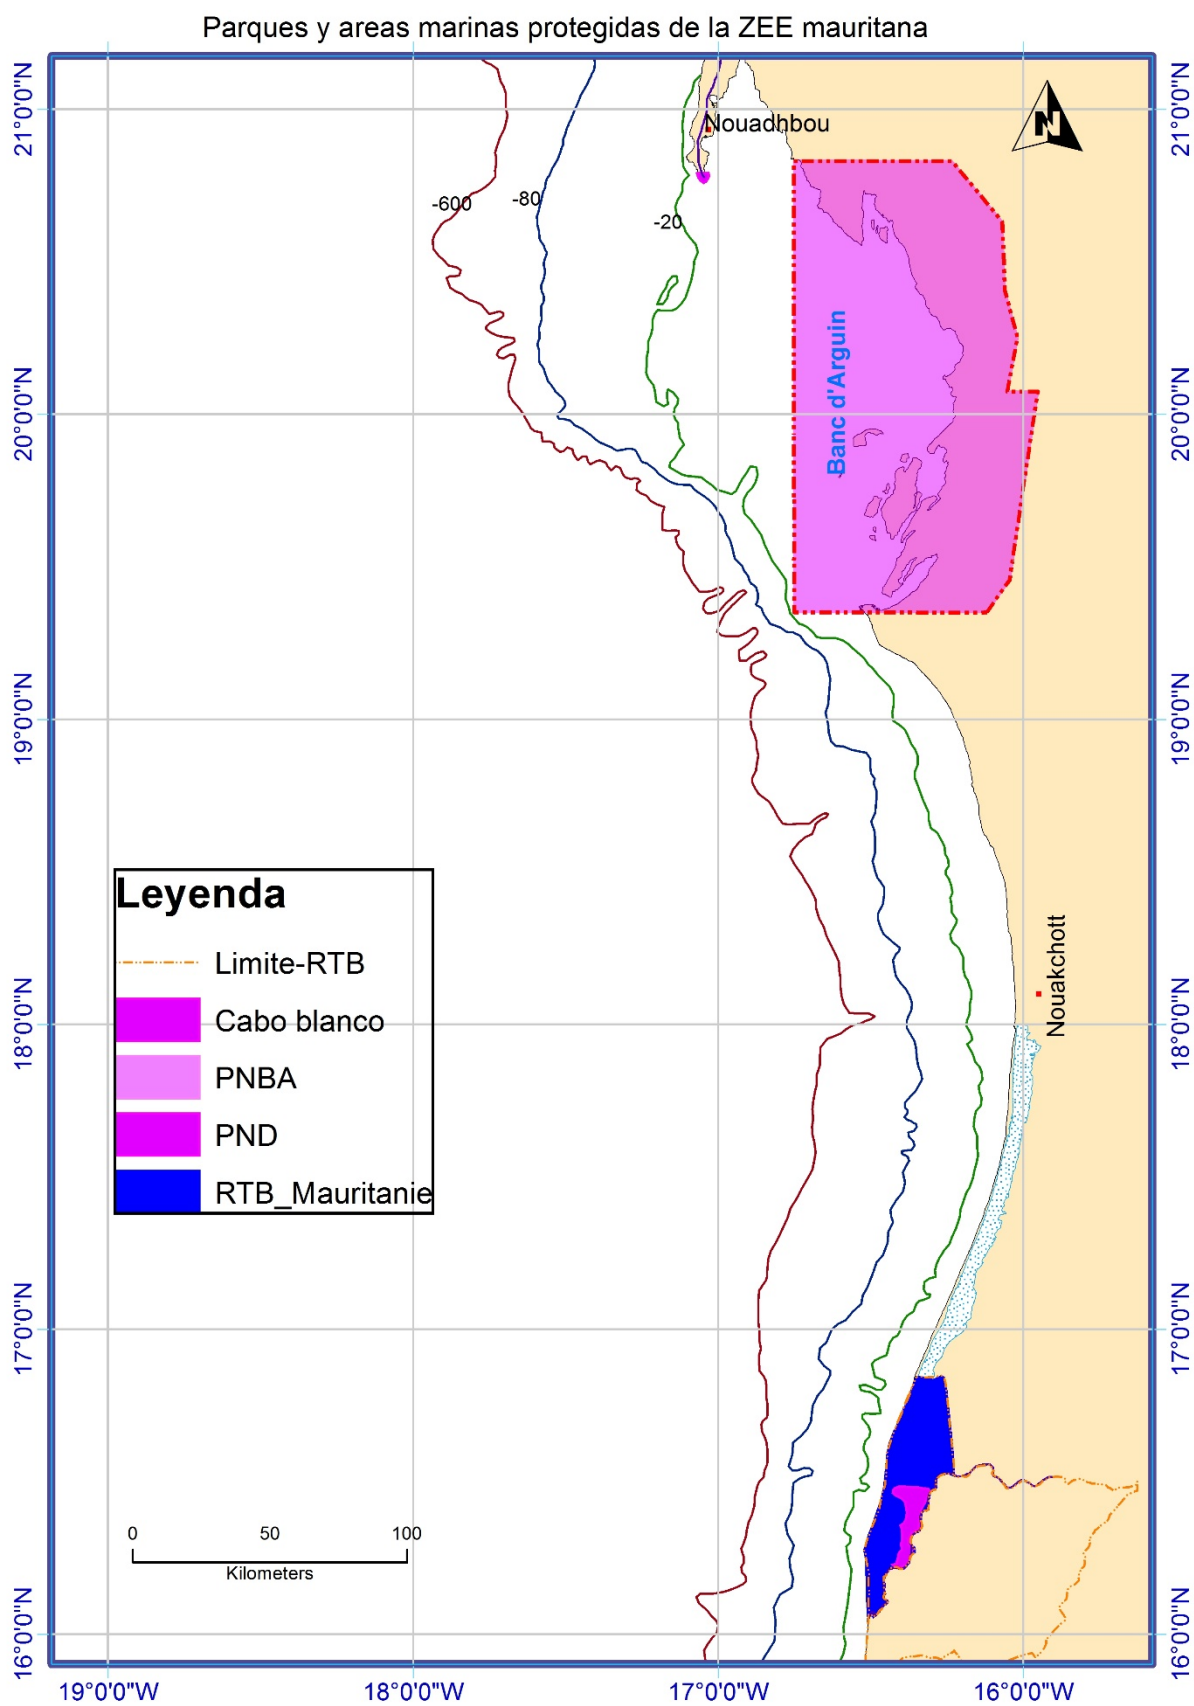 Parques y areas marinas protegidas de la ZEE mauritana
21°0'0"N
21°0'0"N
Nouadhbou
-600
-80
-20
Banc d'Arguin
20°0'0"N
20°0'0"N
19°0'0"N
19°0'0"N
Leyenda
Limite-RTB
Cabo blanco
PNBA
PND
RTB_Mauritanie
Nouakchott
18°0'0"N
18°0'0"N
17°0'0"N
17°0'0"N
0 50 100
Kilometers
16°0'0"N
16°0'0"N
19°0'0"W 18°0'0"W 17°0'0"W 16°0'0"W
N